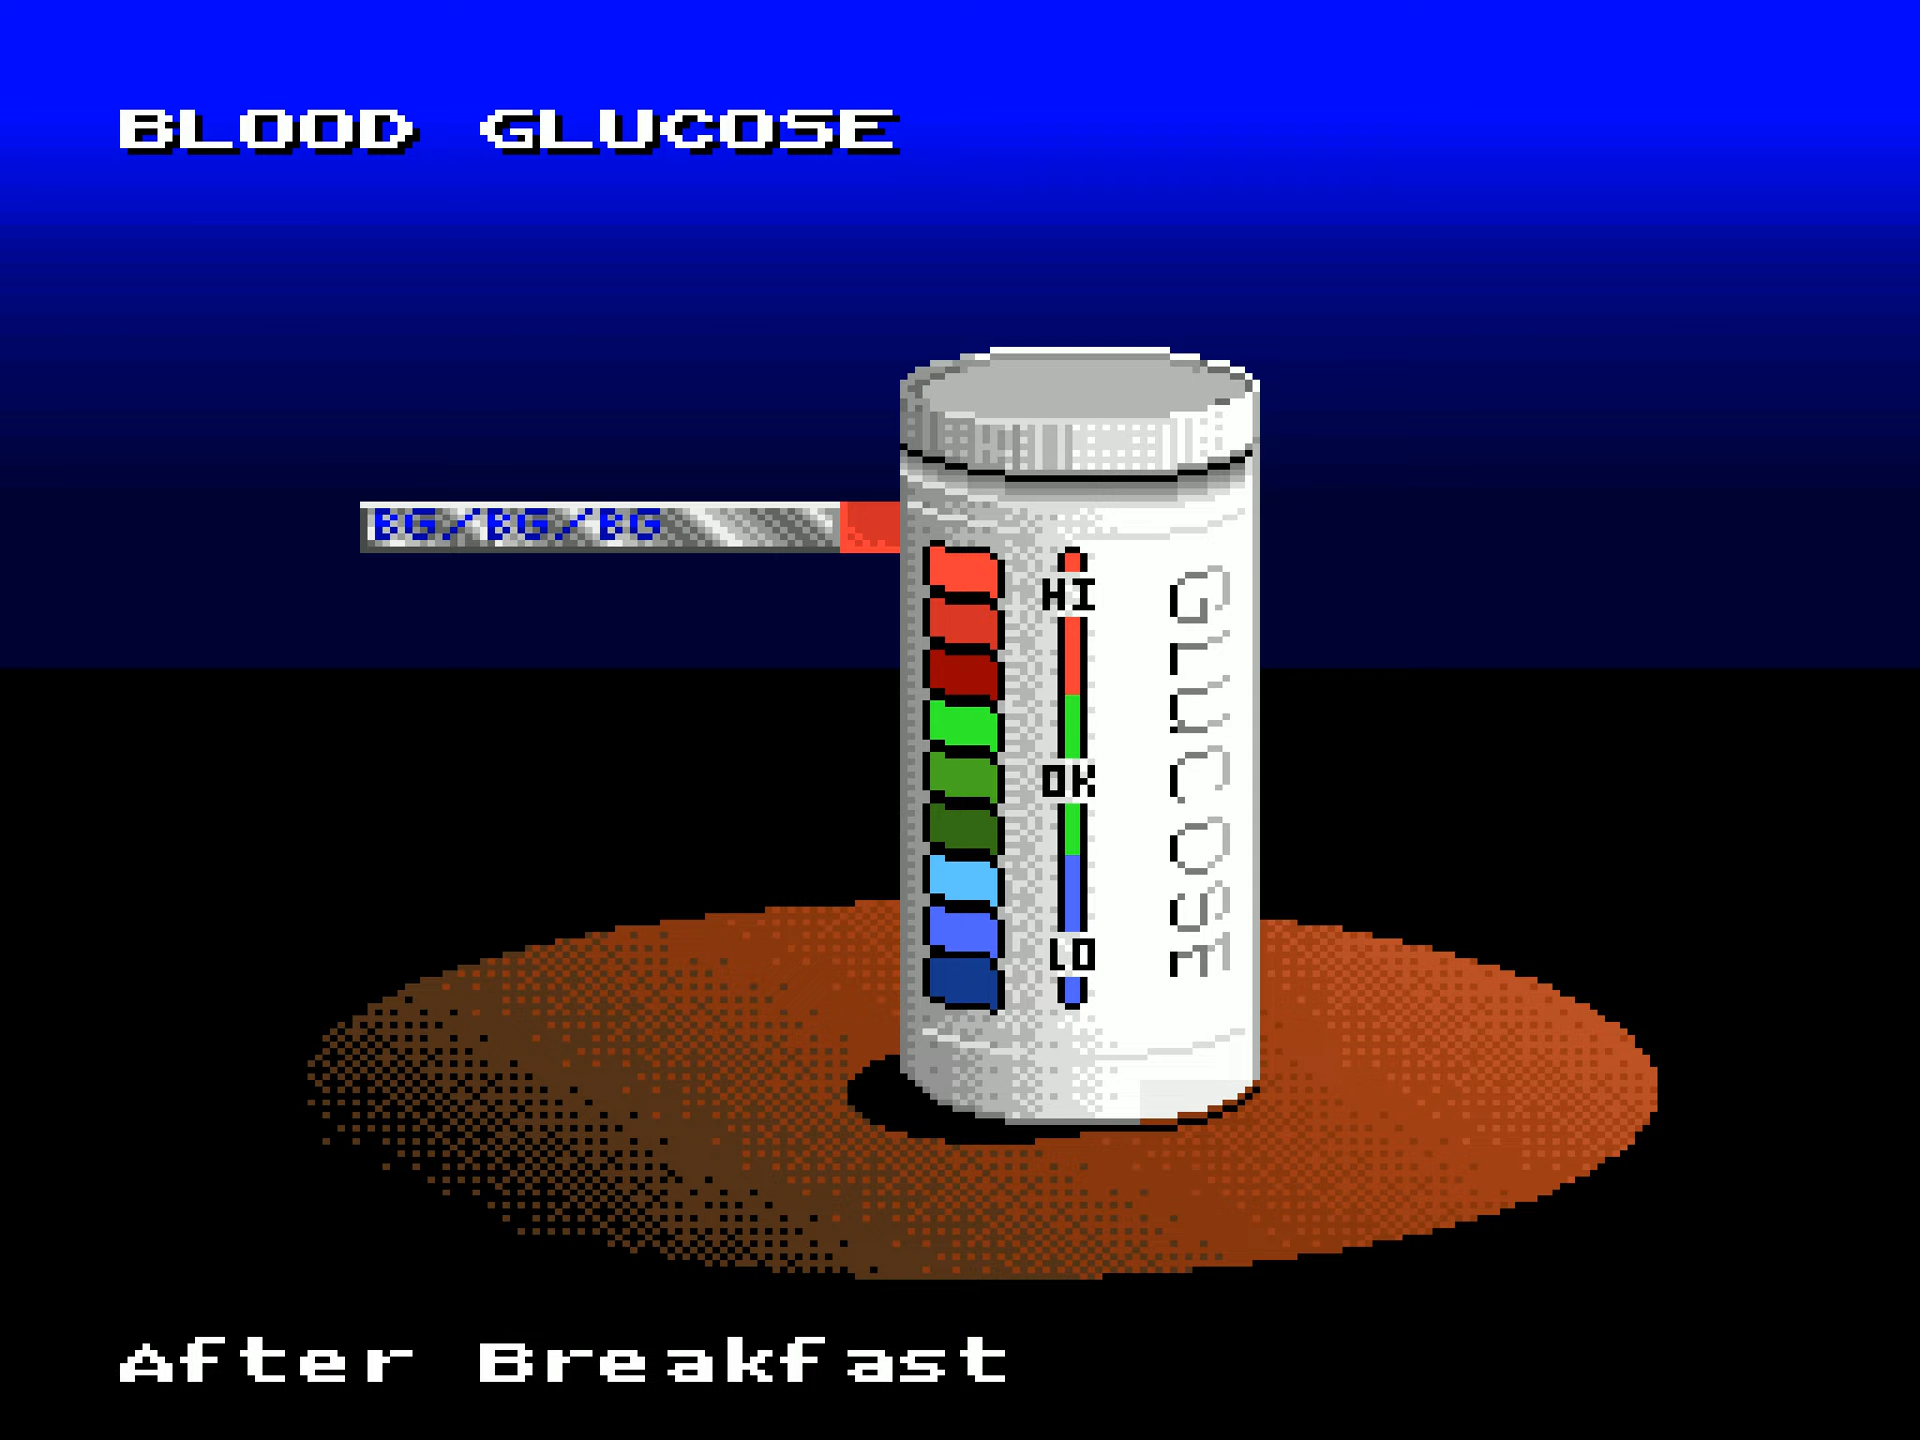 BLOOD GLUCOSE
BG/BG/BG
HI
OK
LO
GLUCOSE
After Breakfast